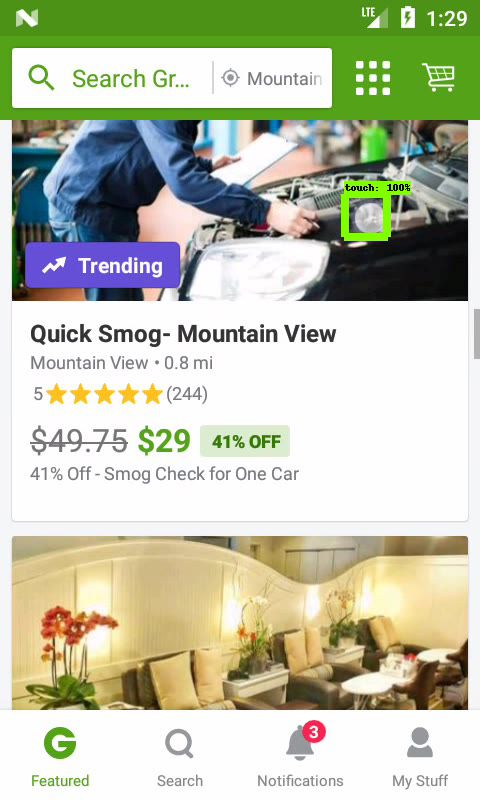 LTE 1:29
Search Gr... Mountain
touch: 100%
Trending
Quick Smog- Mountain View
Mountain View • 0.8 mi
5 (244)
$49.75 $29 41% OFF
41% Off - Smog Check for One Car
3
Featured Search Notifications My Stuff